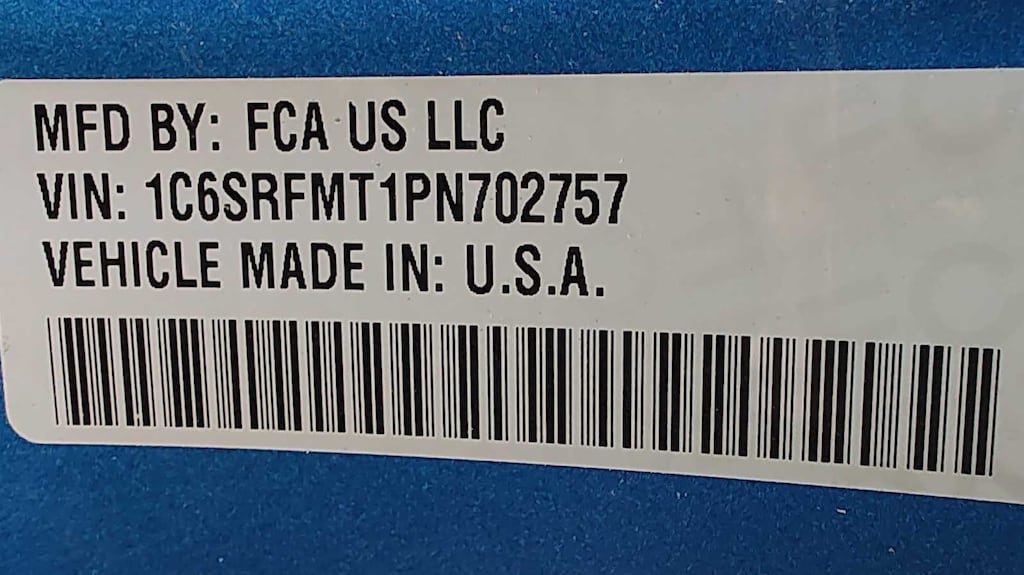 MFD BY: FCA US LLC
VIN: 1C6SRFMT1PN702757
VEHICLE MADE IN: U.S.A.